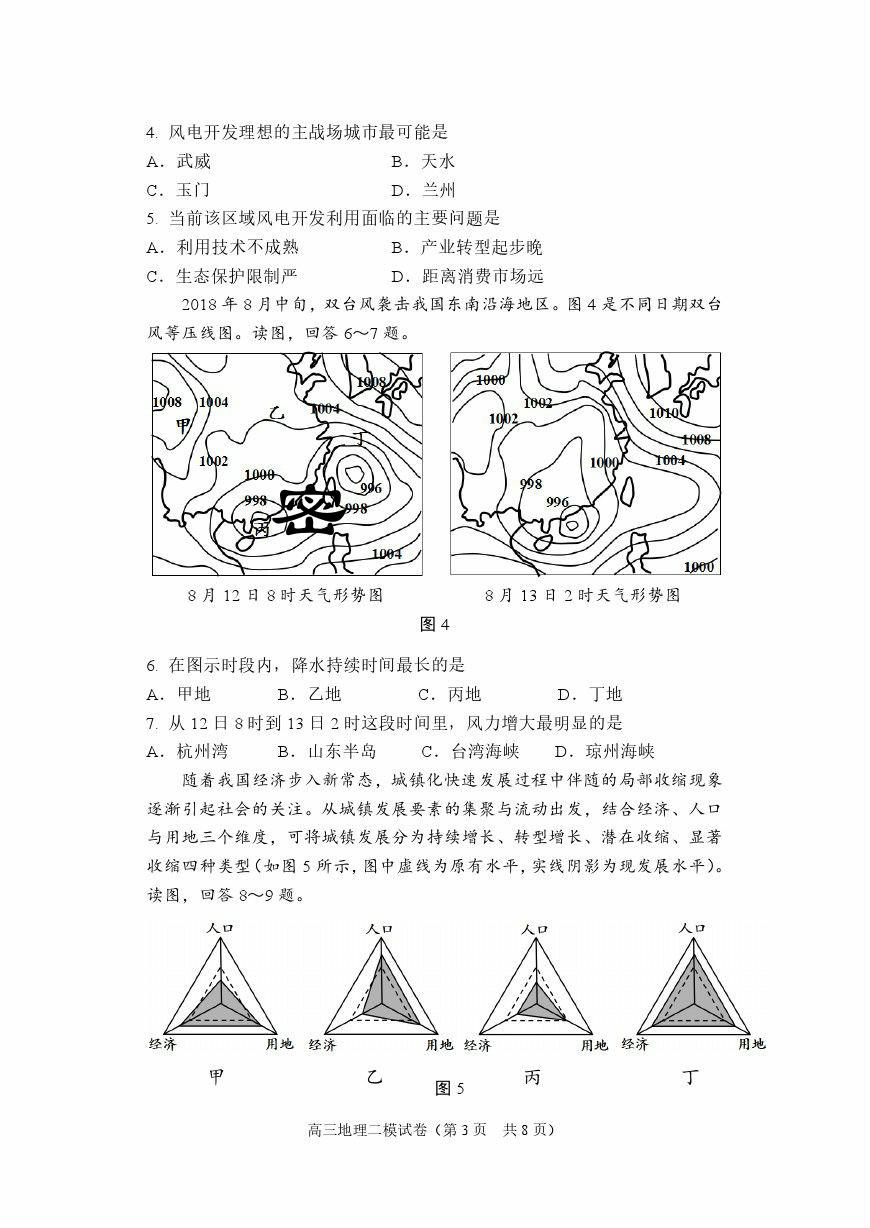 4. 风电开发理想的主战场城市最可能是
A．武威 B．天水
C．玉门 D．兰州
5. 当前该区域风电开发利用面临的主要问题是
A．利用技术不成熟 B．产业转型起步晚
C．生态保护限制严 D．距离消费市场远
2018 年 8 月中旬，双台风袭击我国东南沿海地区。图 4 是不同日期双台
风等压线图。读图，回答 6～7 题。
1008 1004 乙 1004 1008
甲 丁
1002 1000 996
998 密 998
丙
1004
1000 1002 1002 1010
1008
1000 1004
998
996
1000
8 月 12 日 8 时天气形势图 8 月 13 日 2 时天气形势图
图 4
6. 在图示时段内，降水持续时间最长的是
A．甲地 B．乙地 C．丙地 D．丁地
7. 从 12 日 8 时到 13 日 2 时这段时间里，风力增大最明显的是
A．杭州湾 B．山东半岛 C．台湾海峡 D．琼州海峡
随着我国经济步入新常态，城镇化快速发展过程中伴随的局部收缩现象
逐渐引起社会的关注。从城镇发展要素的集聚与流动出发，结合经济、人口
与用地三个维度，可将城镇发展分为持续增长、转型增长、潜在收缩、显著
收缩四种类型（如图 5 所示，图中虚线为原有水平，实线阴影为现发展水平）。
读图，回答 8～9 题。
人口 人口 人口 人口
经济 用地 经济 用地 经济 用地 经济 用地
甲 乙 丙 丁
图 5
高三地理二模试卷（第 3 页 共 8 页）